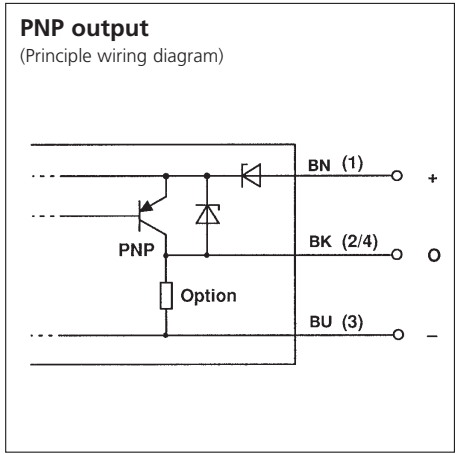 PNP output
(Principle wiring diagram)
BN (1)
+
PNP
BK (2/4)
O
Option
BU (3)
–